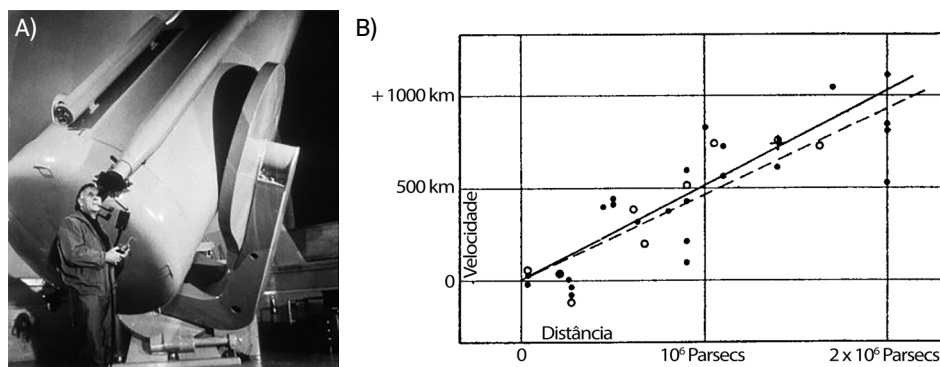 A)
B)
+ 1000 km
500 km
0
Velocidade
Distância
0
10⁶ Parsecs
2 x 10⁶ Parsecs